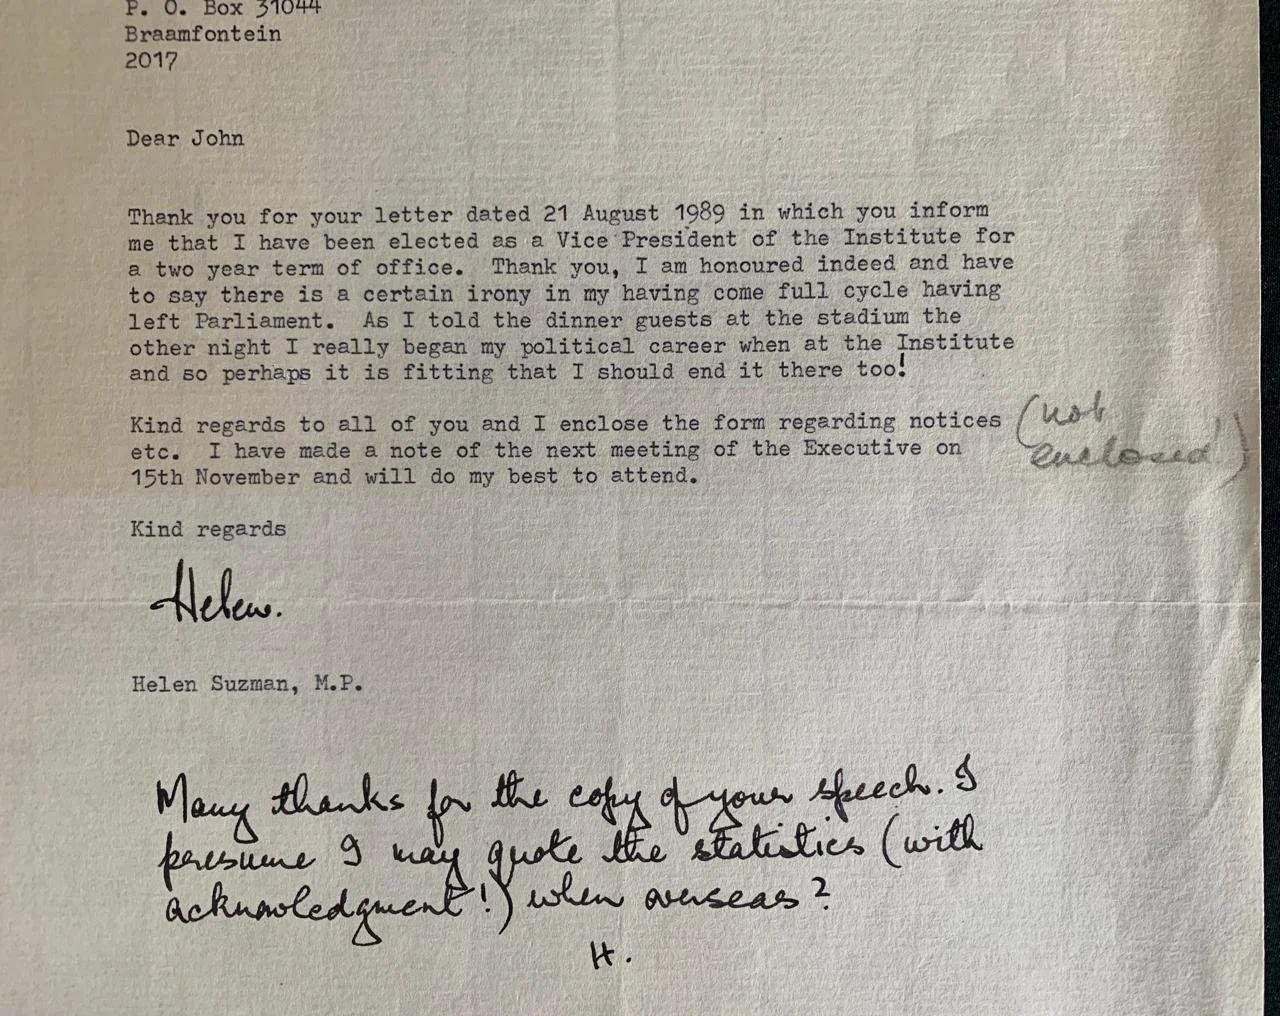 P. O. Box 31044
Braamfontein
2017
Dear John
Thank you for your letter dated 21 August 1989 in which you inform
me that I have been elected as a Vice President of the Institute for
a two year term of office.  Thank you, I am honoured indeed and have
to say there is a certain irony in my having come full cycle having
left Parliament.  As I told the dinner guests at the stadium the
other night I really began my political career when at the Institute
and so perhaps it is fitting that I should end it there too!
Kind regards to all of you and I enclose the form regarding notices
(not
enclosed!)
etc.  I have made a note of the next meeting of the Executive on
15th November and will do my best to attend.
Kind regards
Helen.
Helen Suzman, M.P.
Many thanks for the copy of your speech. I
presume I may quote the statistics (with
acknowledgment!) when overseas?
H.